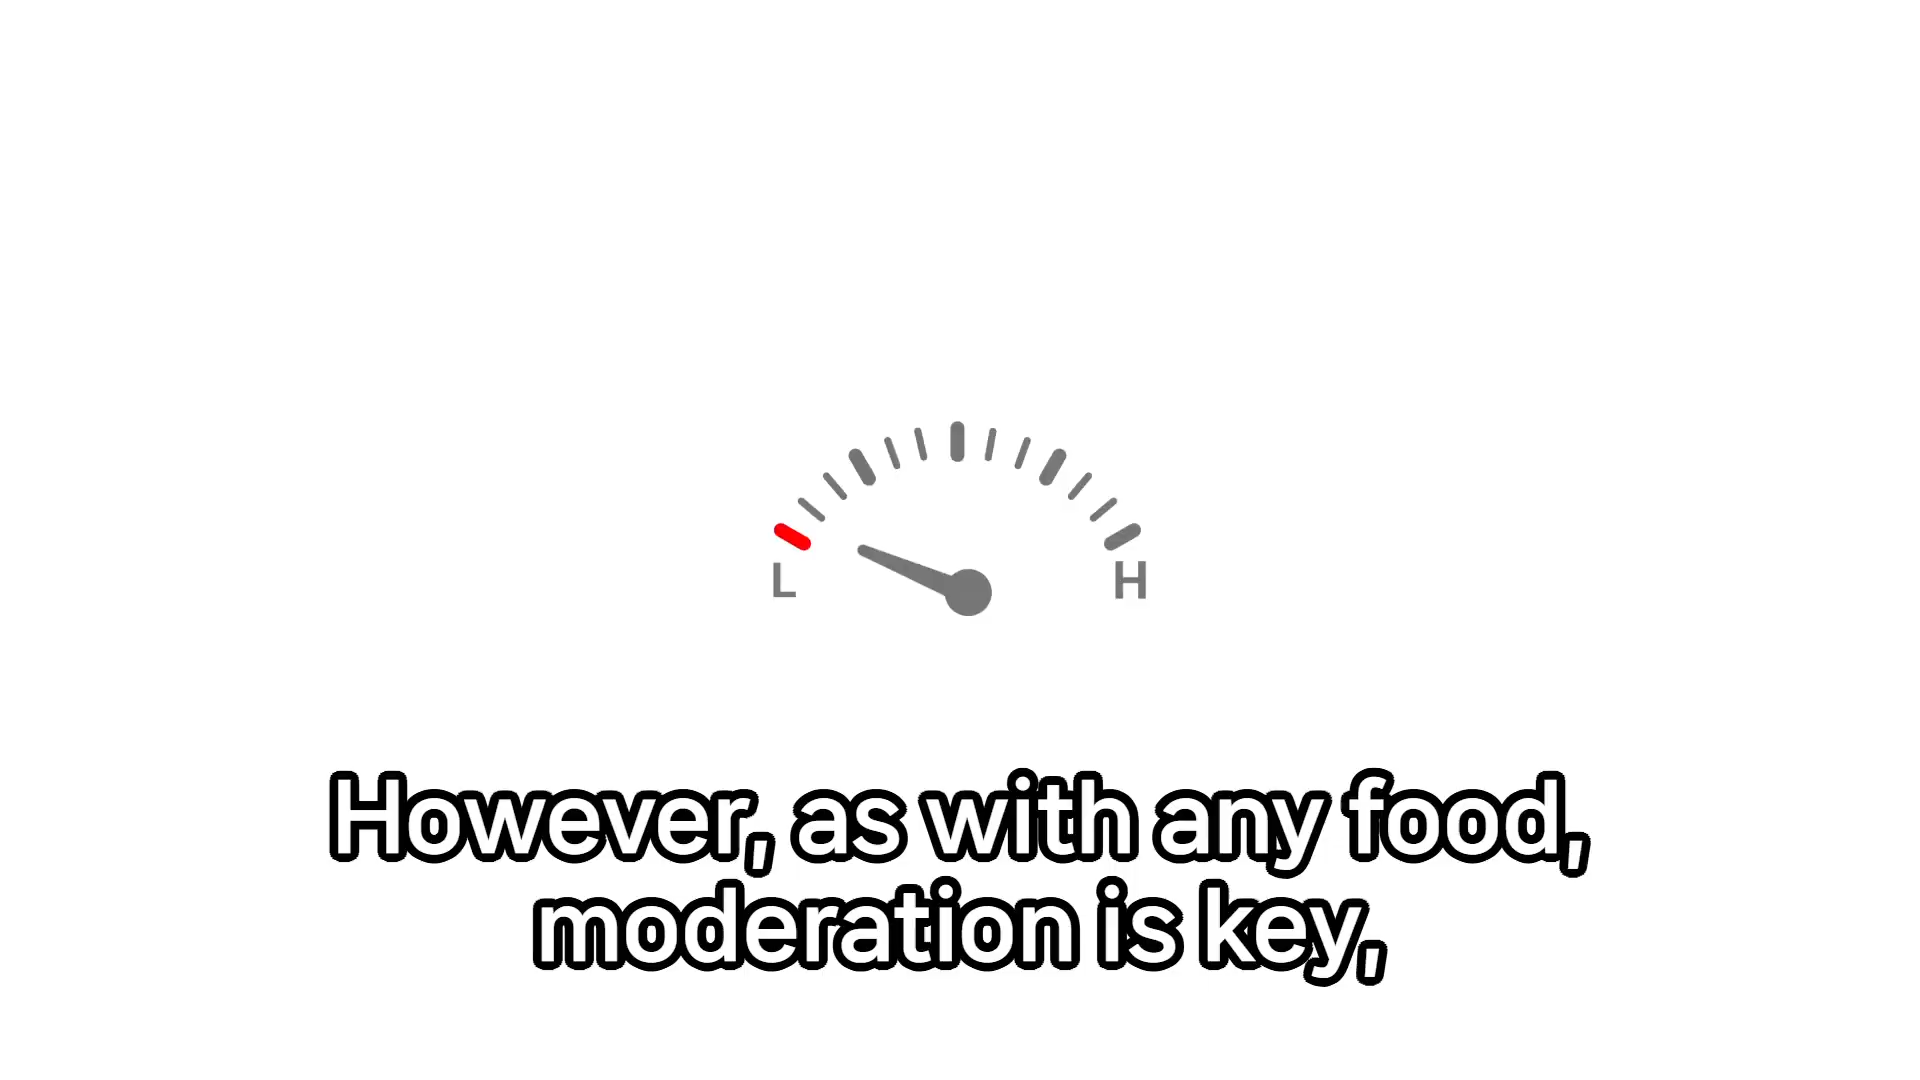 L H
However, as with any food,
moderation is key,